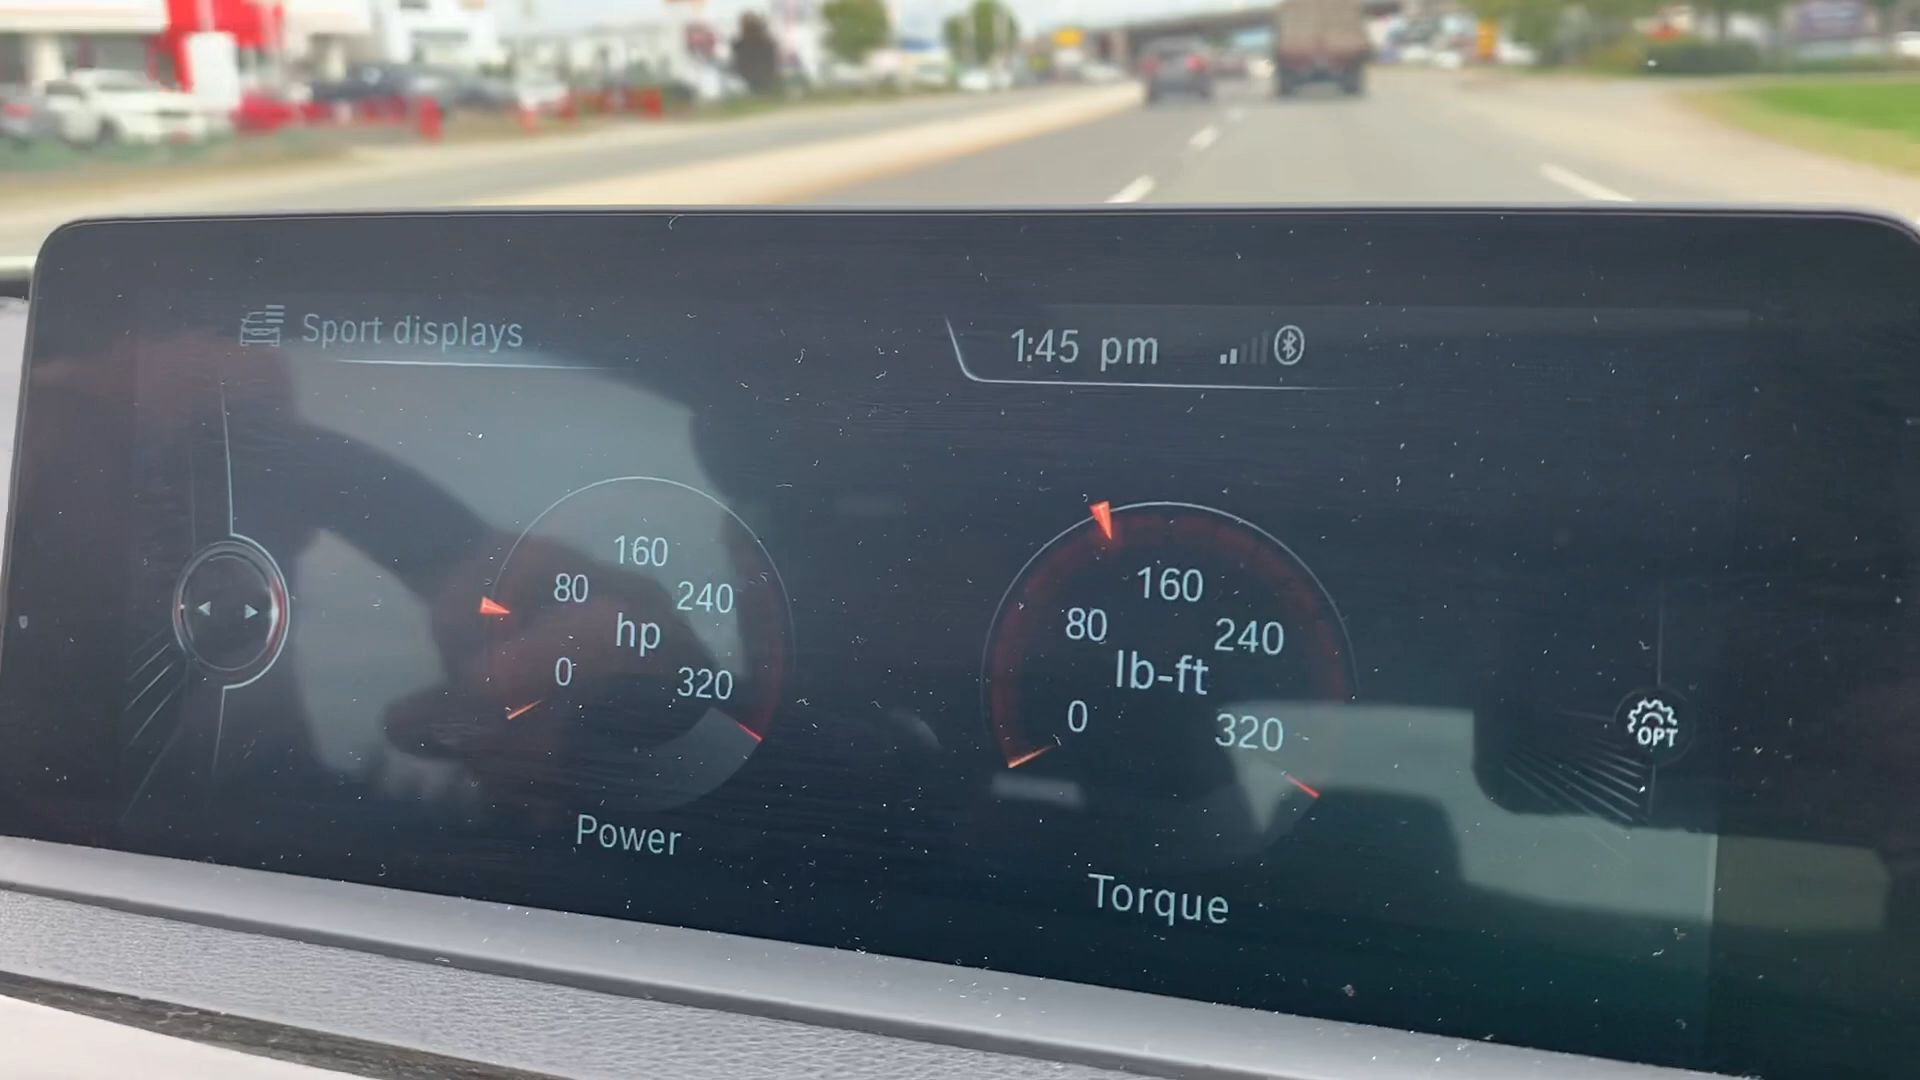 Sport displays
1:45 pm
160
80
240
hp
0
320
Power
160
80
240
lb-ft
0
320
Torque
OPT